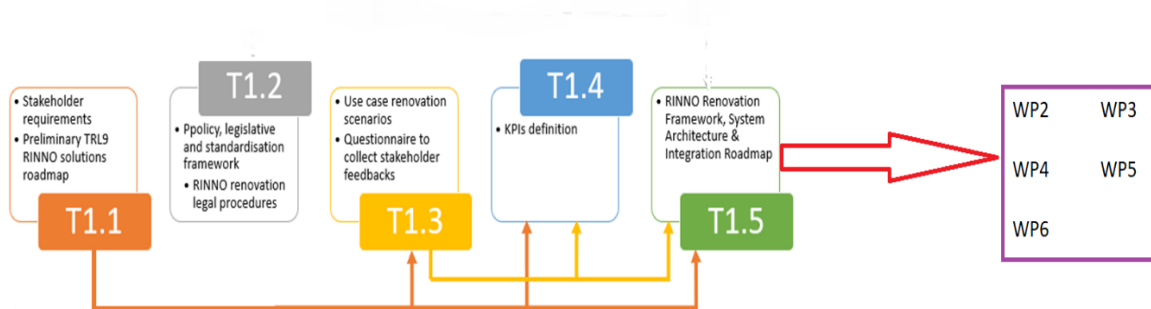 • Stakeholder
requirements
• Preliminary TRL9
RINNO solutions
roadmap
T1.1
T1.2
• Ppolicy, legislative
and standardisation
framework
• RINNO renovation
legal procedures
• Use case renovation
scenarios
• Questionnaire to
collect stakeholder
feedbacks
T1.3
T1.4
• KPIs definition
• RINNO Renovation
Framework, System
Architecture &
Integration Roadmap
T1.5
WP2 WP3
WP4 WP5
WP6